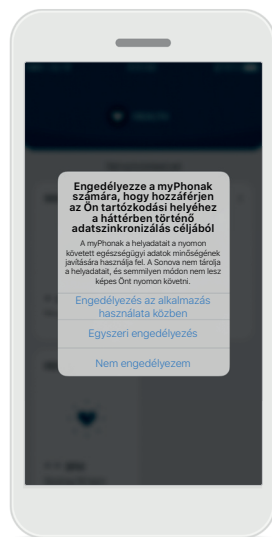 Engedélyezze a myPhonak
számára, hogy hozzáférjen
az Ön tartózkodási helyéhez
a háttérben történő
adatszinkronizálás céljából
A myPhonak a helyadatait a nyomon
követett egészségügyi adatok minőségének
javítására használja fel. A Sonova nem tárolja
a helyadatait, és semmilyen módon nem lesz
képes Önt nyomon követni.
Engedélyezés az alkalmazás
használata közben
Egyszeri engedélyezés
Nem engedélyezem